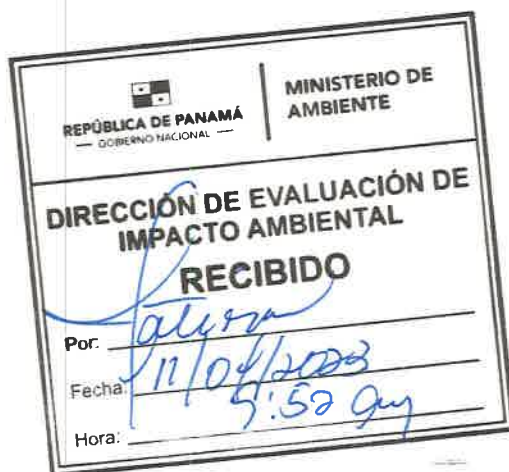 REPÚBLICA DE PANAMÁ
— GOBIERNO NACIONAL —
MINISTERIO DE
AMBIENTE
DIRECCIÓN DE EVALUACIÓN DE
IMPACTO AMBIENTAL
RECIBIDO
Por:
Fecha: 11/04/2023
Hora: 9:52